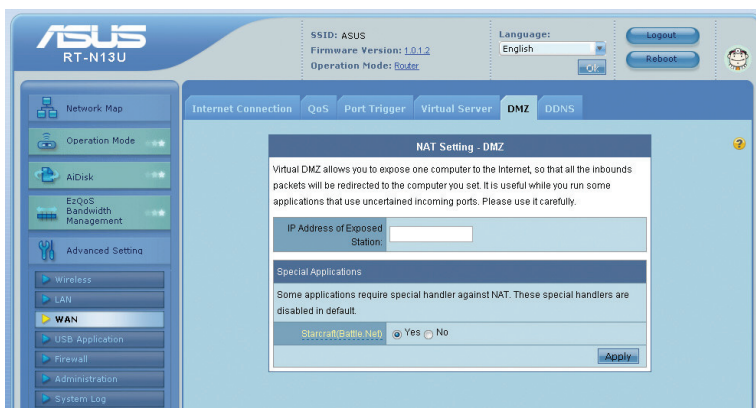 ASUS
RT-N13U
SSID: ASUS
Firmware Version: 1.0.1.2
Operation Mode: Router
Language:
English
Ok
Logout
Reboot
Network Map
Operation Mode
AiDisk
EzQoS
Bandwidth
Management
Advanced Setting
Wireless
LAN
WAN
USB Application
Firewall
Administration
System Log
Internet Connection QoS Port Trigger Virtual Server DMZ DDNS
NAT Setting - DMZ
Virtual DMZ allows you to expose one computer to the Internet, so that all the inbounds
packets will be redirected to the computer you set. It is useful while you run some
applications that use uncertained incoming ports. Please use it carefully.
IP Address of Exposed
Station:
Special Applications
Some applications require special handler against NAT. These special handlers are
disabled in default.
Starcraft(Battle.Net) Yes No
Apply
?